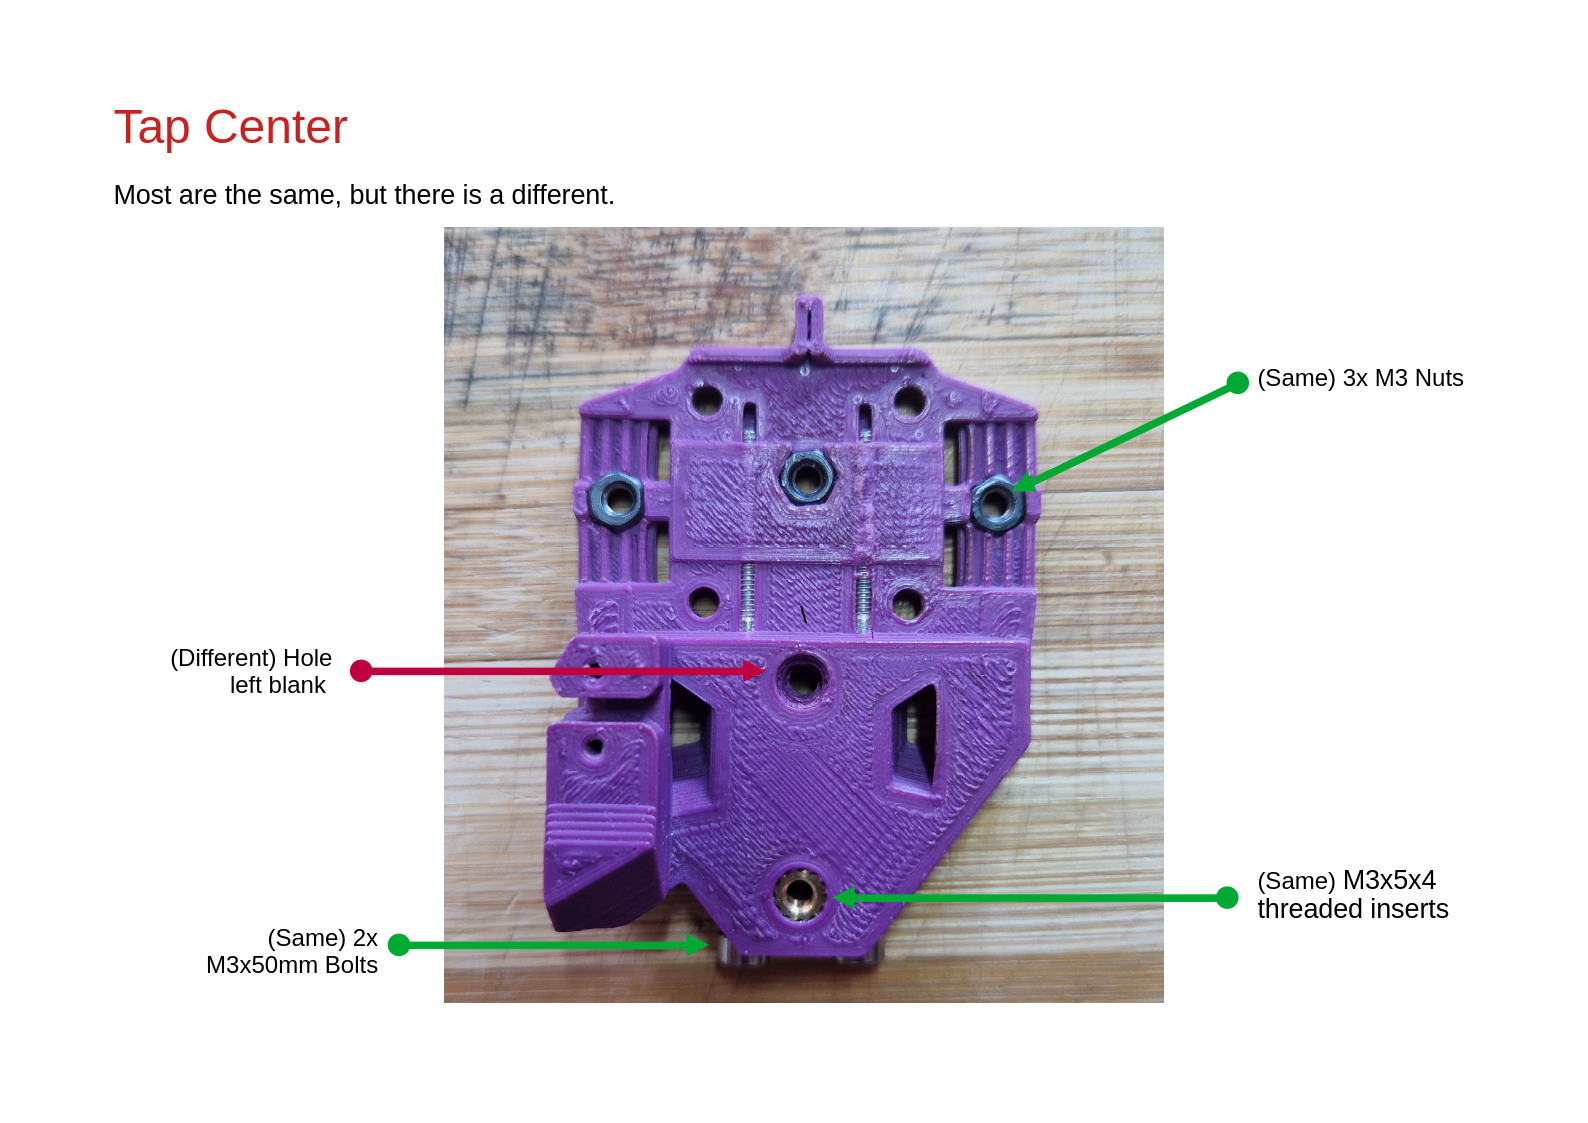 Tap Center
Most are the same, but there is a different.
(Same) 3x M3 Nuts
(Different) Hole
left blank
(Same) M3x5x4
threaded inserts
(Same) 2x
M3x50mm Bolts